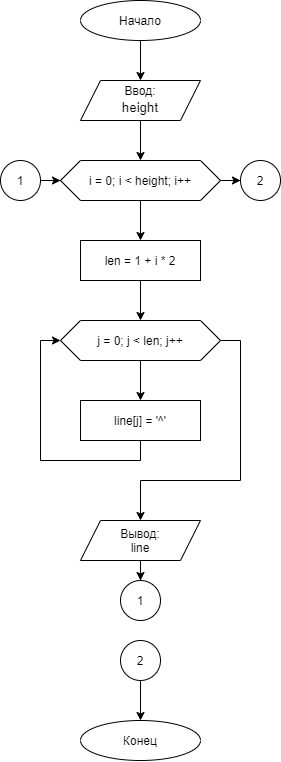 Начало
Ввод:
height
1
i = 0; i < height; i++
2
len = 1 + i * 2
j = 0; j < len; j++
line[j] = '^'
Вывод:
line
1
2
Конец